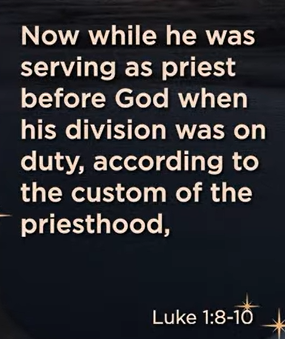 Now while he was
serving as priest
before God when
his division was on
duty, according to
the custom of the
priesthood,
Luke 1:8-10